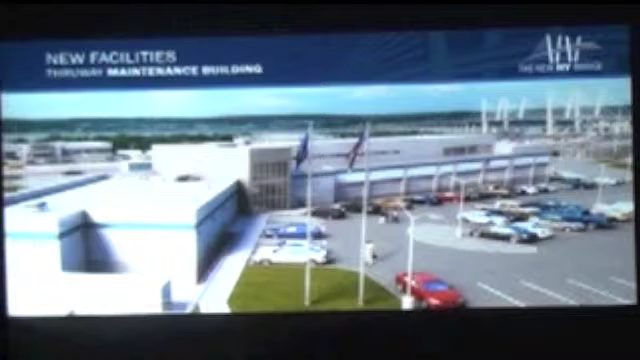 NEW FACILITIES
THRUWAY MAINTENANCE BUILDING
THE NEW NY BRIDGE